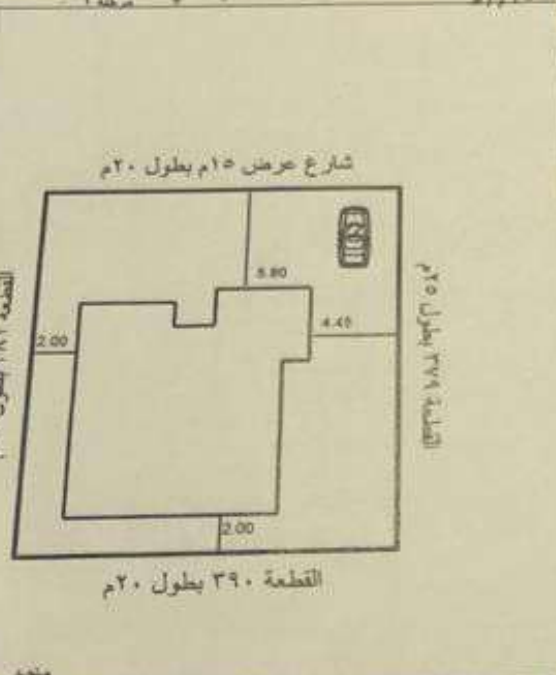 شارع عرض ١٥م بطول ٢٠م
5.80
4.45
2.00
القطعة ٣٧٩ بطول ٢٥م
2.00
القطعة ٣٩٠ بطول ٢٠م